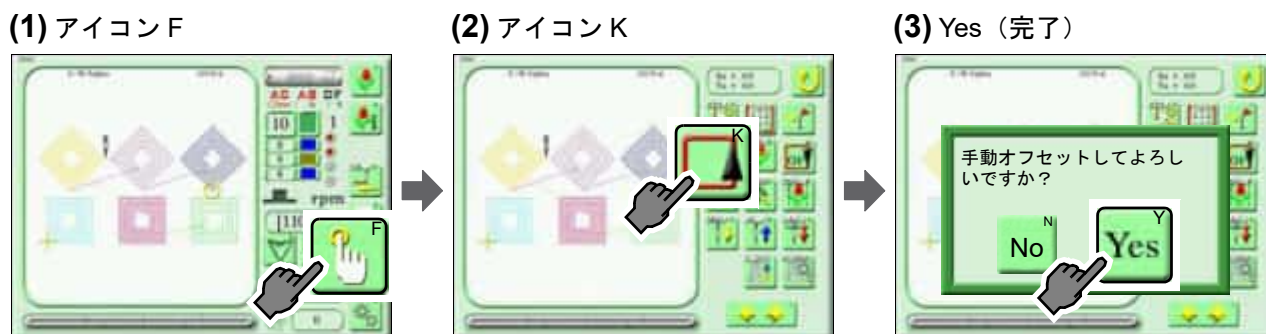 (1) アイコン F
(2) アイコン K
(3) Yes（完了）
10
1
rpm
F
K
手動オフセットしてよろし
いですか？
N
No
Y
Yes